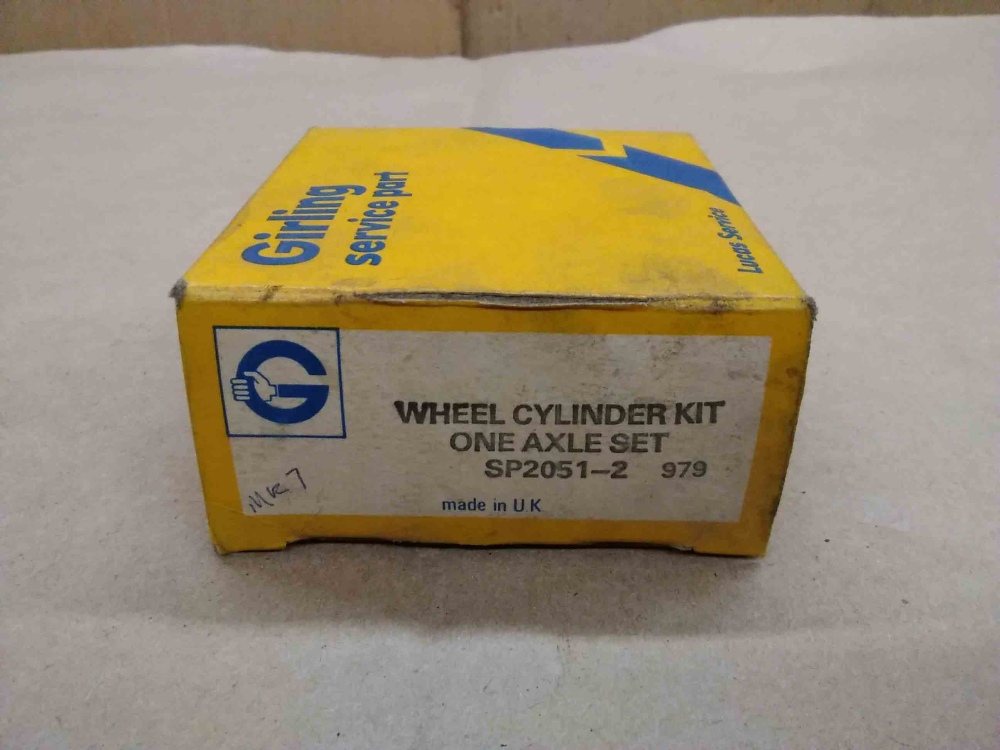 Girling
service part
Lucas Service
G
WHEEL CYLINDER KIT
ONE AXLE SET
SP2051-2 979
made in U.K